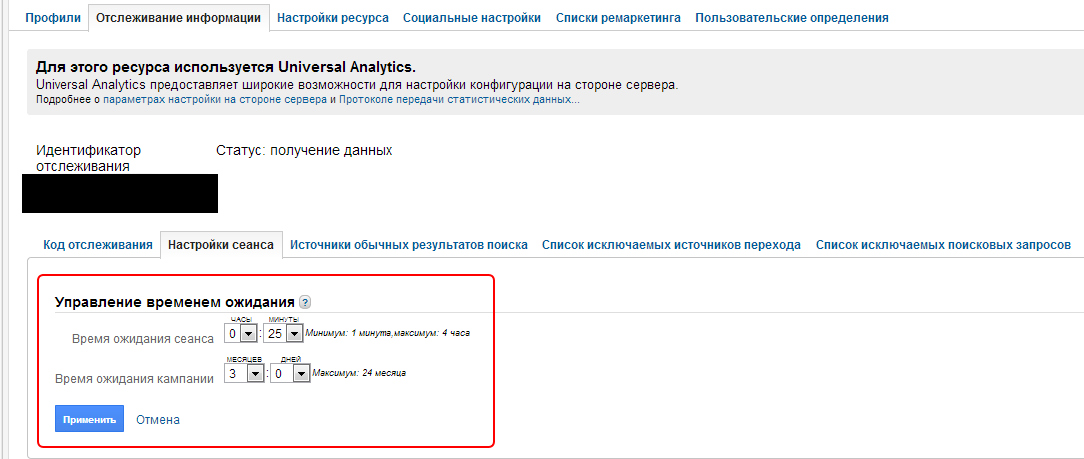 Профили Отслеживание информации Настройки ресурса Социальные настройки Списки ремаркетинга Пользовательские определения
Для этого ресурса используется Universal Analytics.
Universal Analytics предоставляет широкие возможности для настройки конфигурации на стороне сервера.
Подробнее о параметрах настройки на стороне сервера и Протоколе передачи статистических данных...
Идентификатор отслеживания
Статус: получение данных
Код отслеживания Настройки сеанса Источники обычных результатов поиска Список исключаемых источников перехода Список исключаемых поисковых запросов
Управление временем ожидания ?
ЧАСЫ МИНУТЫ
Время ожидания сеанса 0 : 25 Минимум: 1 минута,максимум: 4 часа
МЕСЯЦЕВ ДНЕЙ
Время ожидания кампании 3 : 0 Максимум: 24 месяца
Применить Отмена